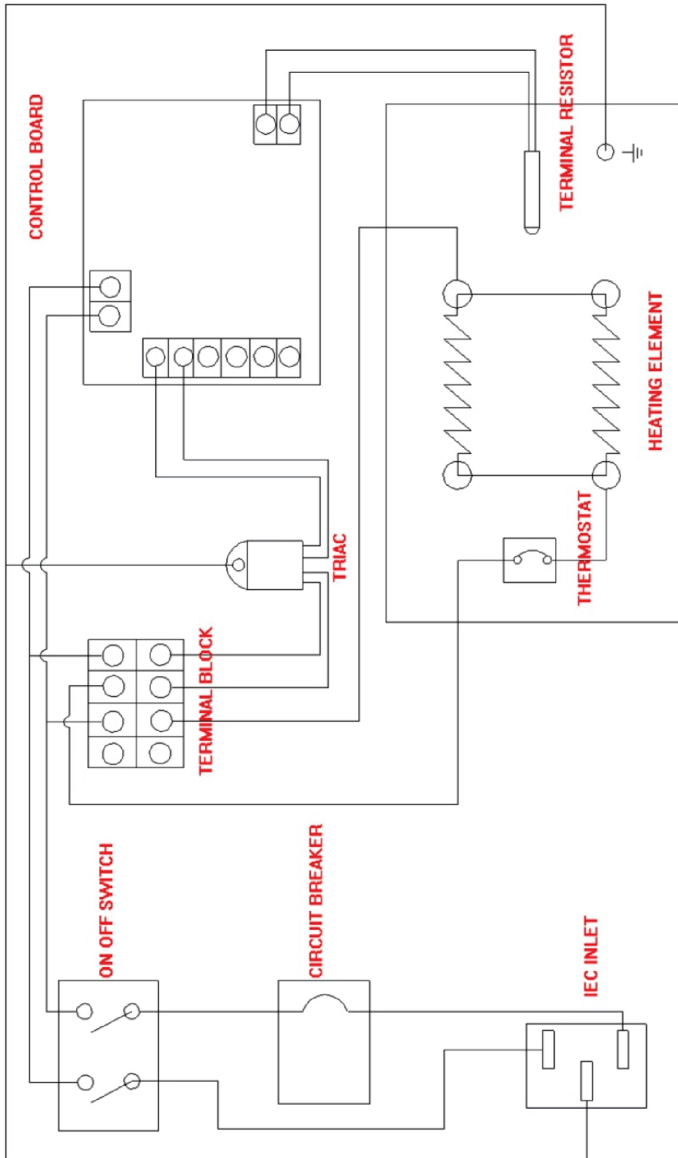 CONTROL BOARD
TERMINAL RESISTOR
HEATING ELEMENT
TRIAC
THERMOSTAT
TERMINAL BLOCK
ON OFF SWITCH
CIRCUIT BREAKER
IEC INLET